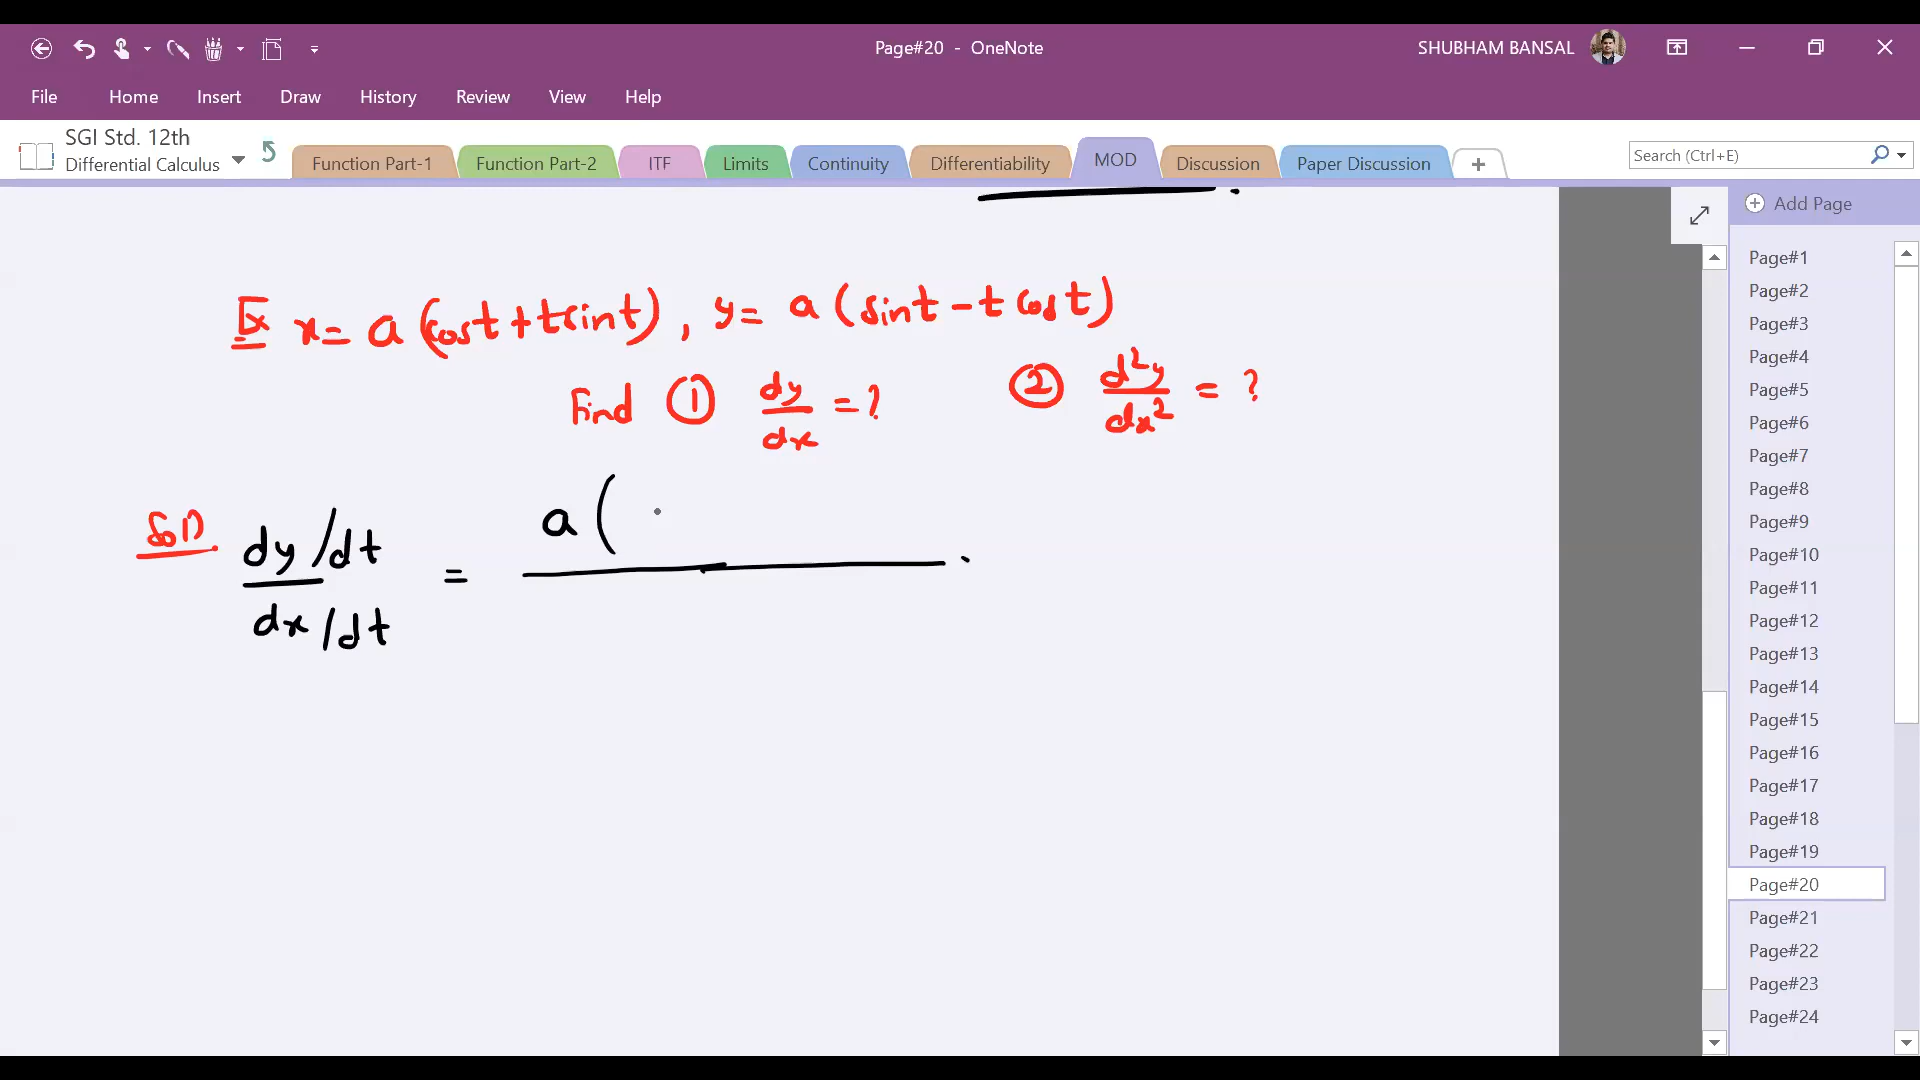 Page#20 - OneNote
SHUBHAM BANSAL
File Home Insert Draw History Review View Help
SGI Std. 12th
Differential Calculus
Function Part-1 Function Part-2 ITF Limits Continuity Differentiability MOD Discussion Paper Discussion +
Search (Ctrl+E)
Add Page
Ex x = a (cost + tsint), y = a (sint - t cost)
Find ① dy/dx = ? ② d²y/dx² = ?
Sol) dy/dt / dx/dt = a (
Page#1
Page#2
Page#3
Page#4
Page#5
Page#6
Page#7
Page#8
Page#9
Page#10
Page#11
Page#12
Page#13
Page#14
Page#15
Page#16
Page#17
Page#18
Page#19
Page#20
Page#21
Page#22
Page#23
Page#24